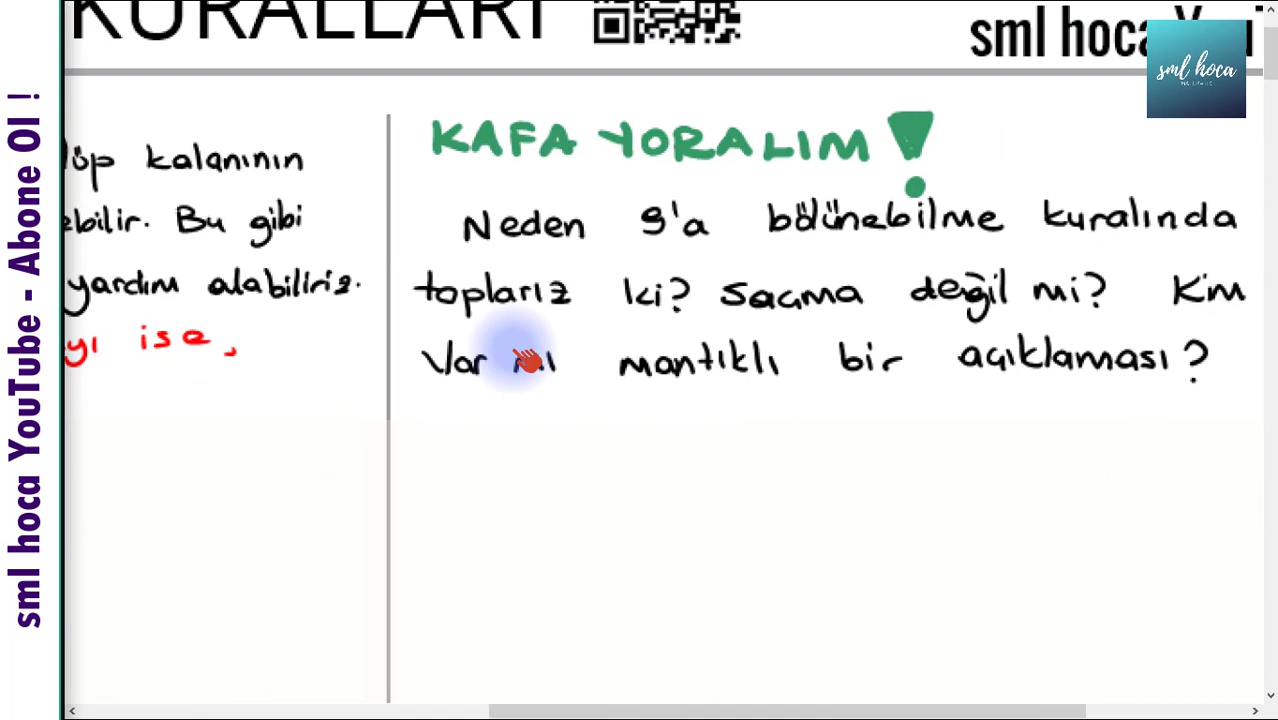 KURALLARI
sml hoca
sml hoca
sml hoca YouTube - Abone Ol !
kalanının
Bu gibi
yardım alabiliriz.
ise,
KAFA YORALIM !
Neden 9'a bölünebilme kuralında
toplarız ki? Saçma değil mi? Kim
Var mı mantıklı bir açıklaması?